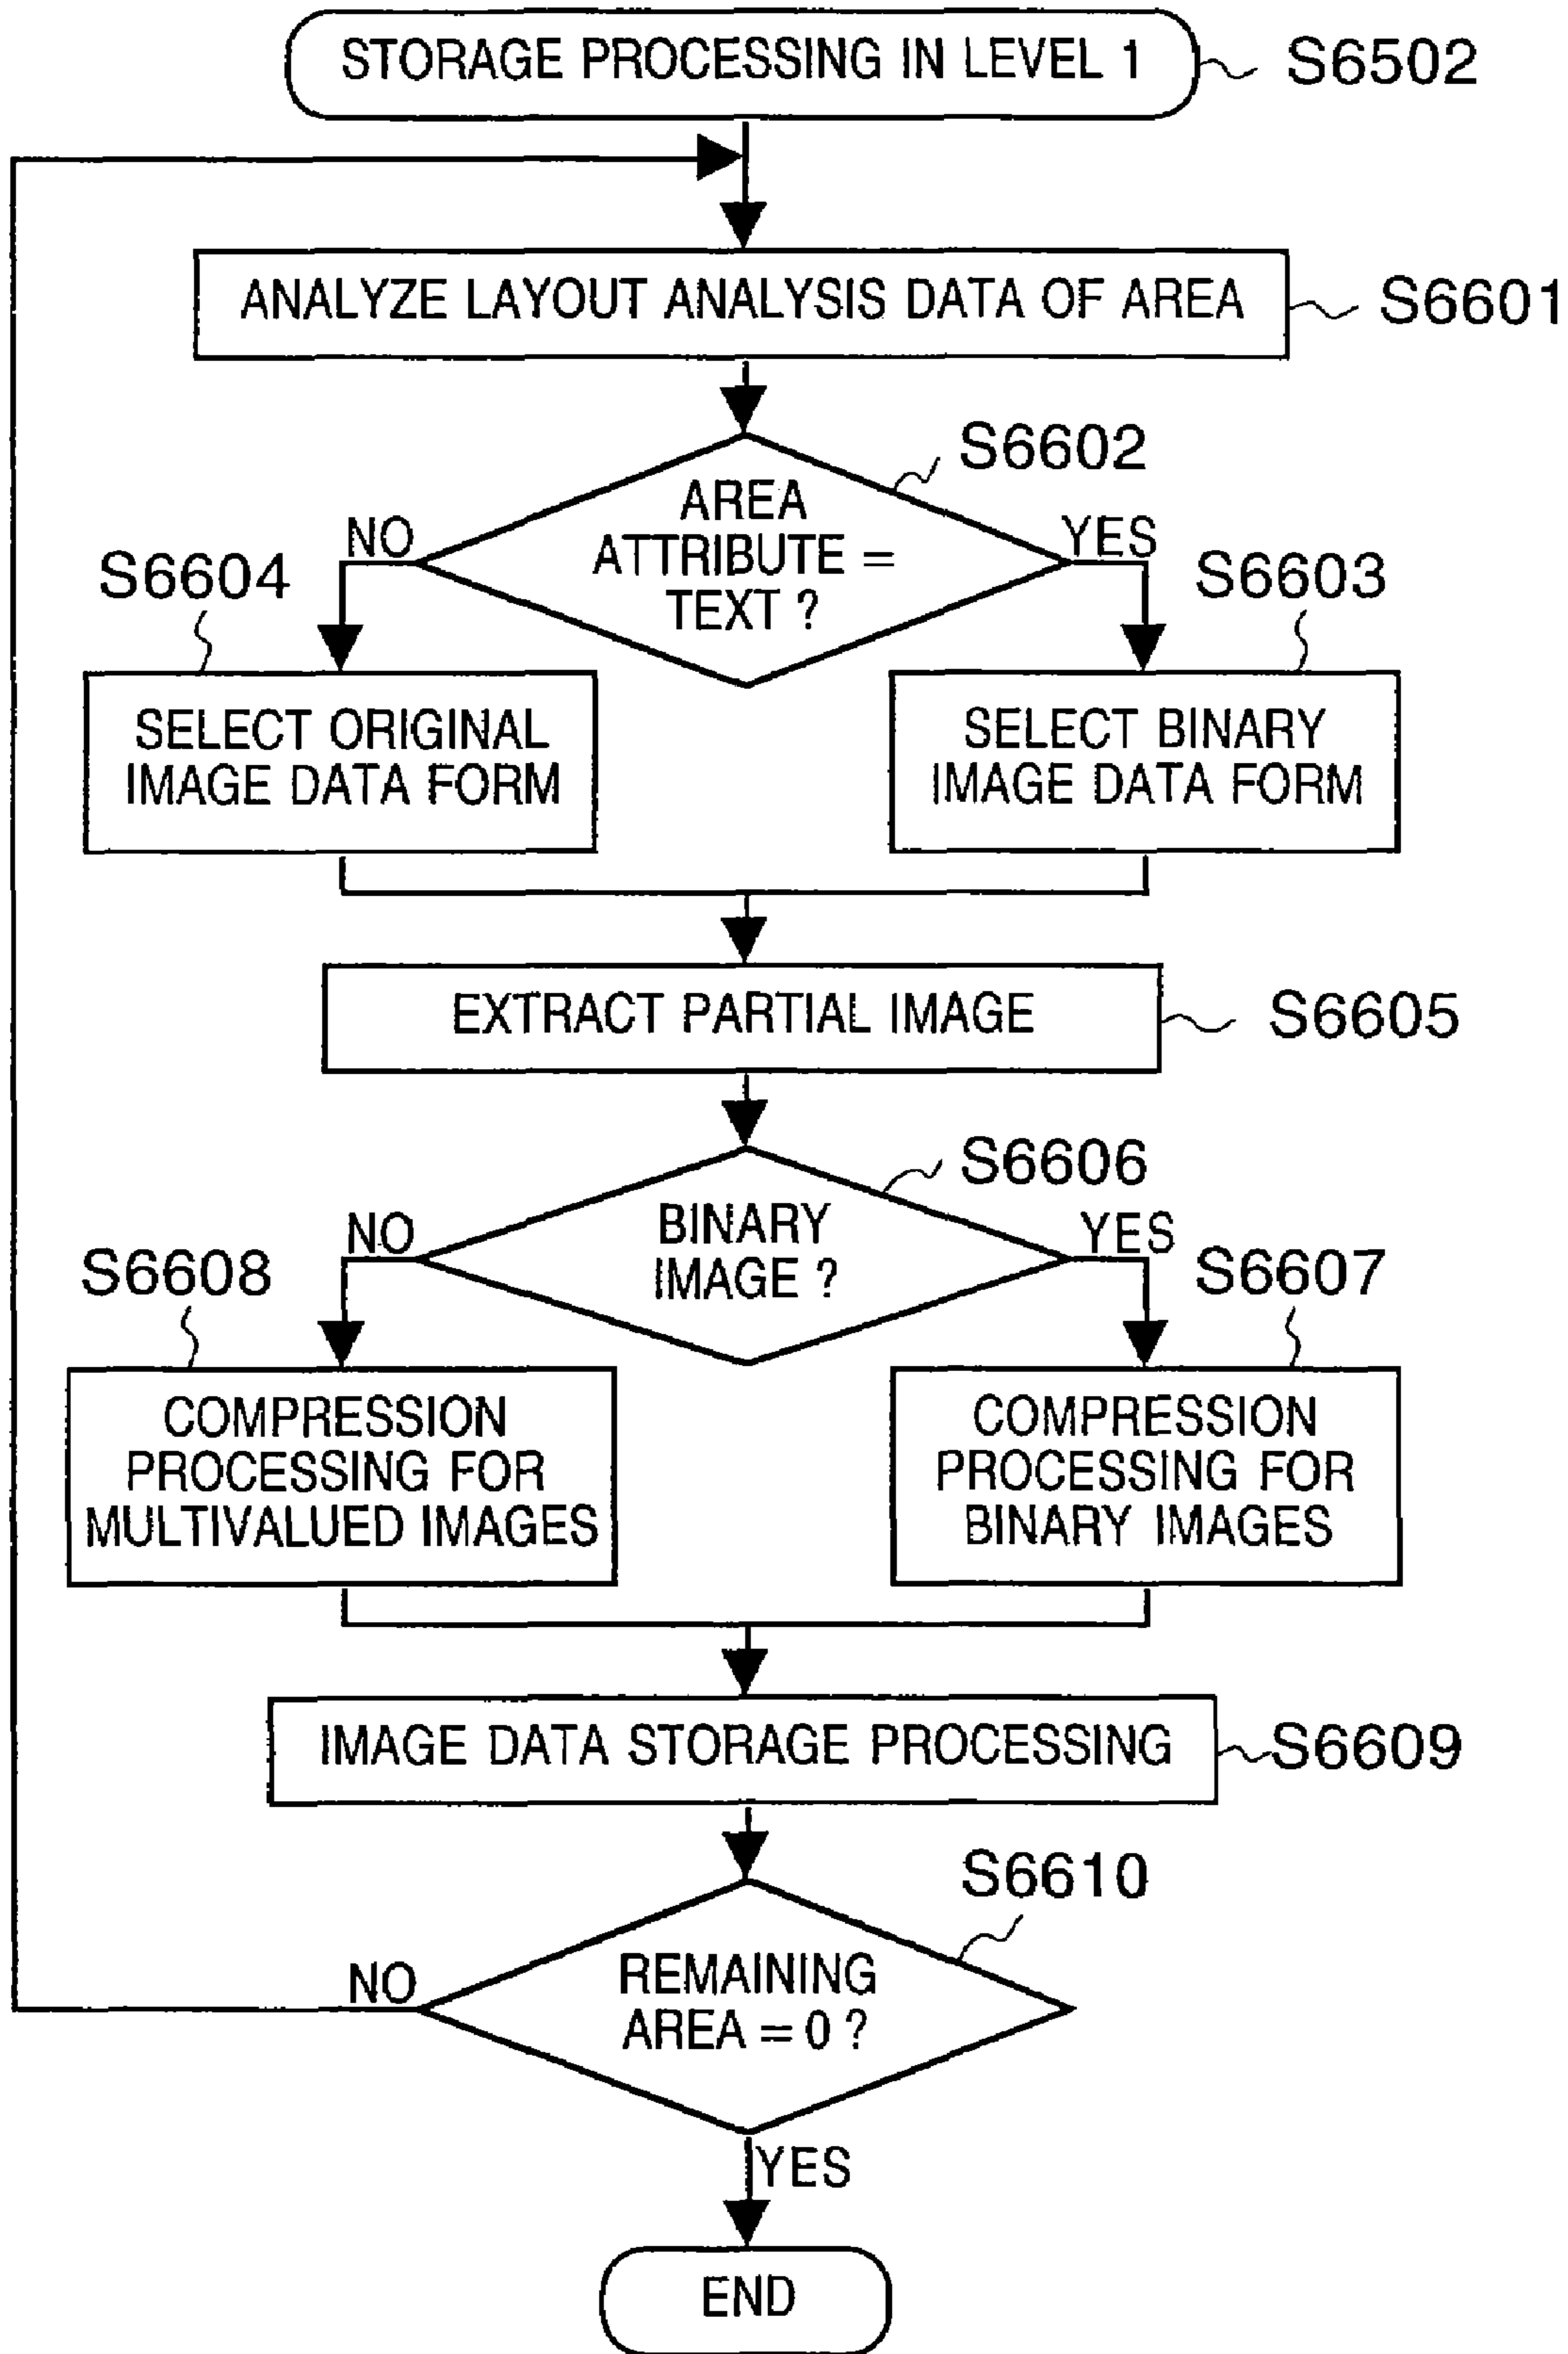 STORAGE PROCESSING IN LEVEL 1
S6502
ANALYZE LAYOUT ANALYSIS DATA OF AREA
S6601
S6602
AREA
ATTRIBUTE =
TEXT ?
NO
YES
S6604
S6603
SELECT ORIGINAL
IMAGE DATA FORM
SELECT BINARY
IMAGE DATA FORM
EXTRACT PARTIAL IMAGE
S6605
S6606
BINARY
IMAGE ?
NO
YES
S6608
S6607
COMPRESSION
PROCESSING FOR
MULTIVALUED IMAGES
COMPRESSION
PROCESSING FOR
BINARY IMAGES
IMAGE DATA STORAGE PROCESSING
S6609
S6610
REMAINING
AREA = 0 ?
NO
YES
END